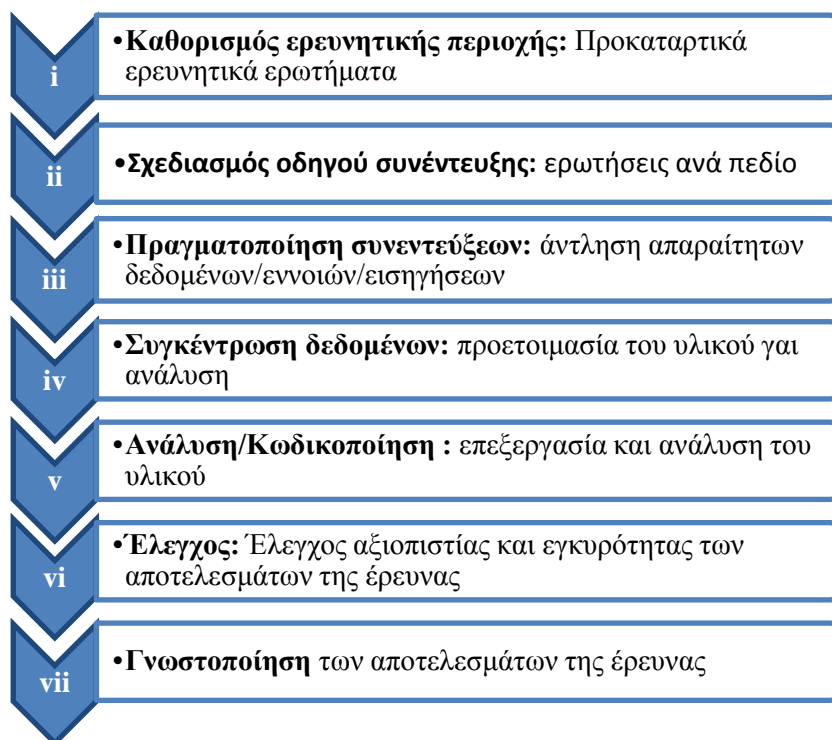 i
•Καθορισμός ερευνητικής περιοχής: Προκαταρτικά
ερευνητικά ερωτήματα
ii
•Σχεδιασμός οδηγού συνέντευξης: ερωτήσεις ανά πεδίο
iii
•Πραγματοποίηση συνεντεύξεων: άντληση απαραίτητων
δεδομένων/εννοιών/εισηγήσεων
iv
•Συγκέντρωση δεδομένων: προετοιμασία του υλικού γαι
ανάλυση
v
•Ανάλυση/Κωδικοποίηση : επεξεργασία και ανάλυση του
υλικού
vi
•Έλεγχος: Έλεγχος αξιοπιστίας και εγκυρότητας των
αποτελεσμάτων της έρευνας
vii
•Γνωστοποίηση των αποτελεσμάτων της έρευνας